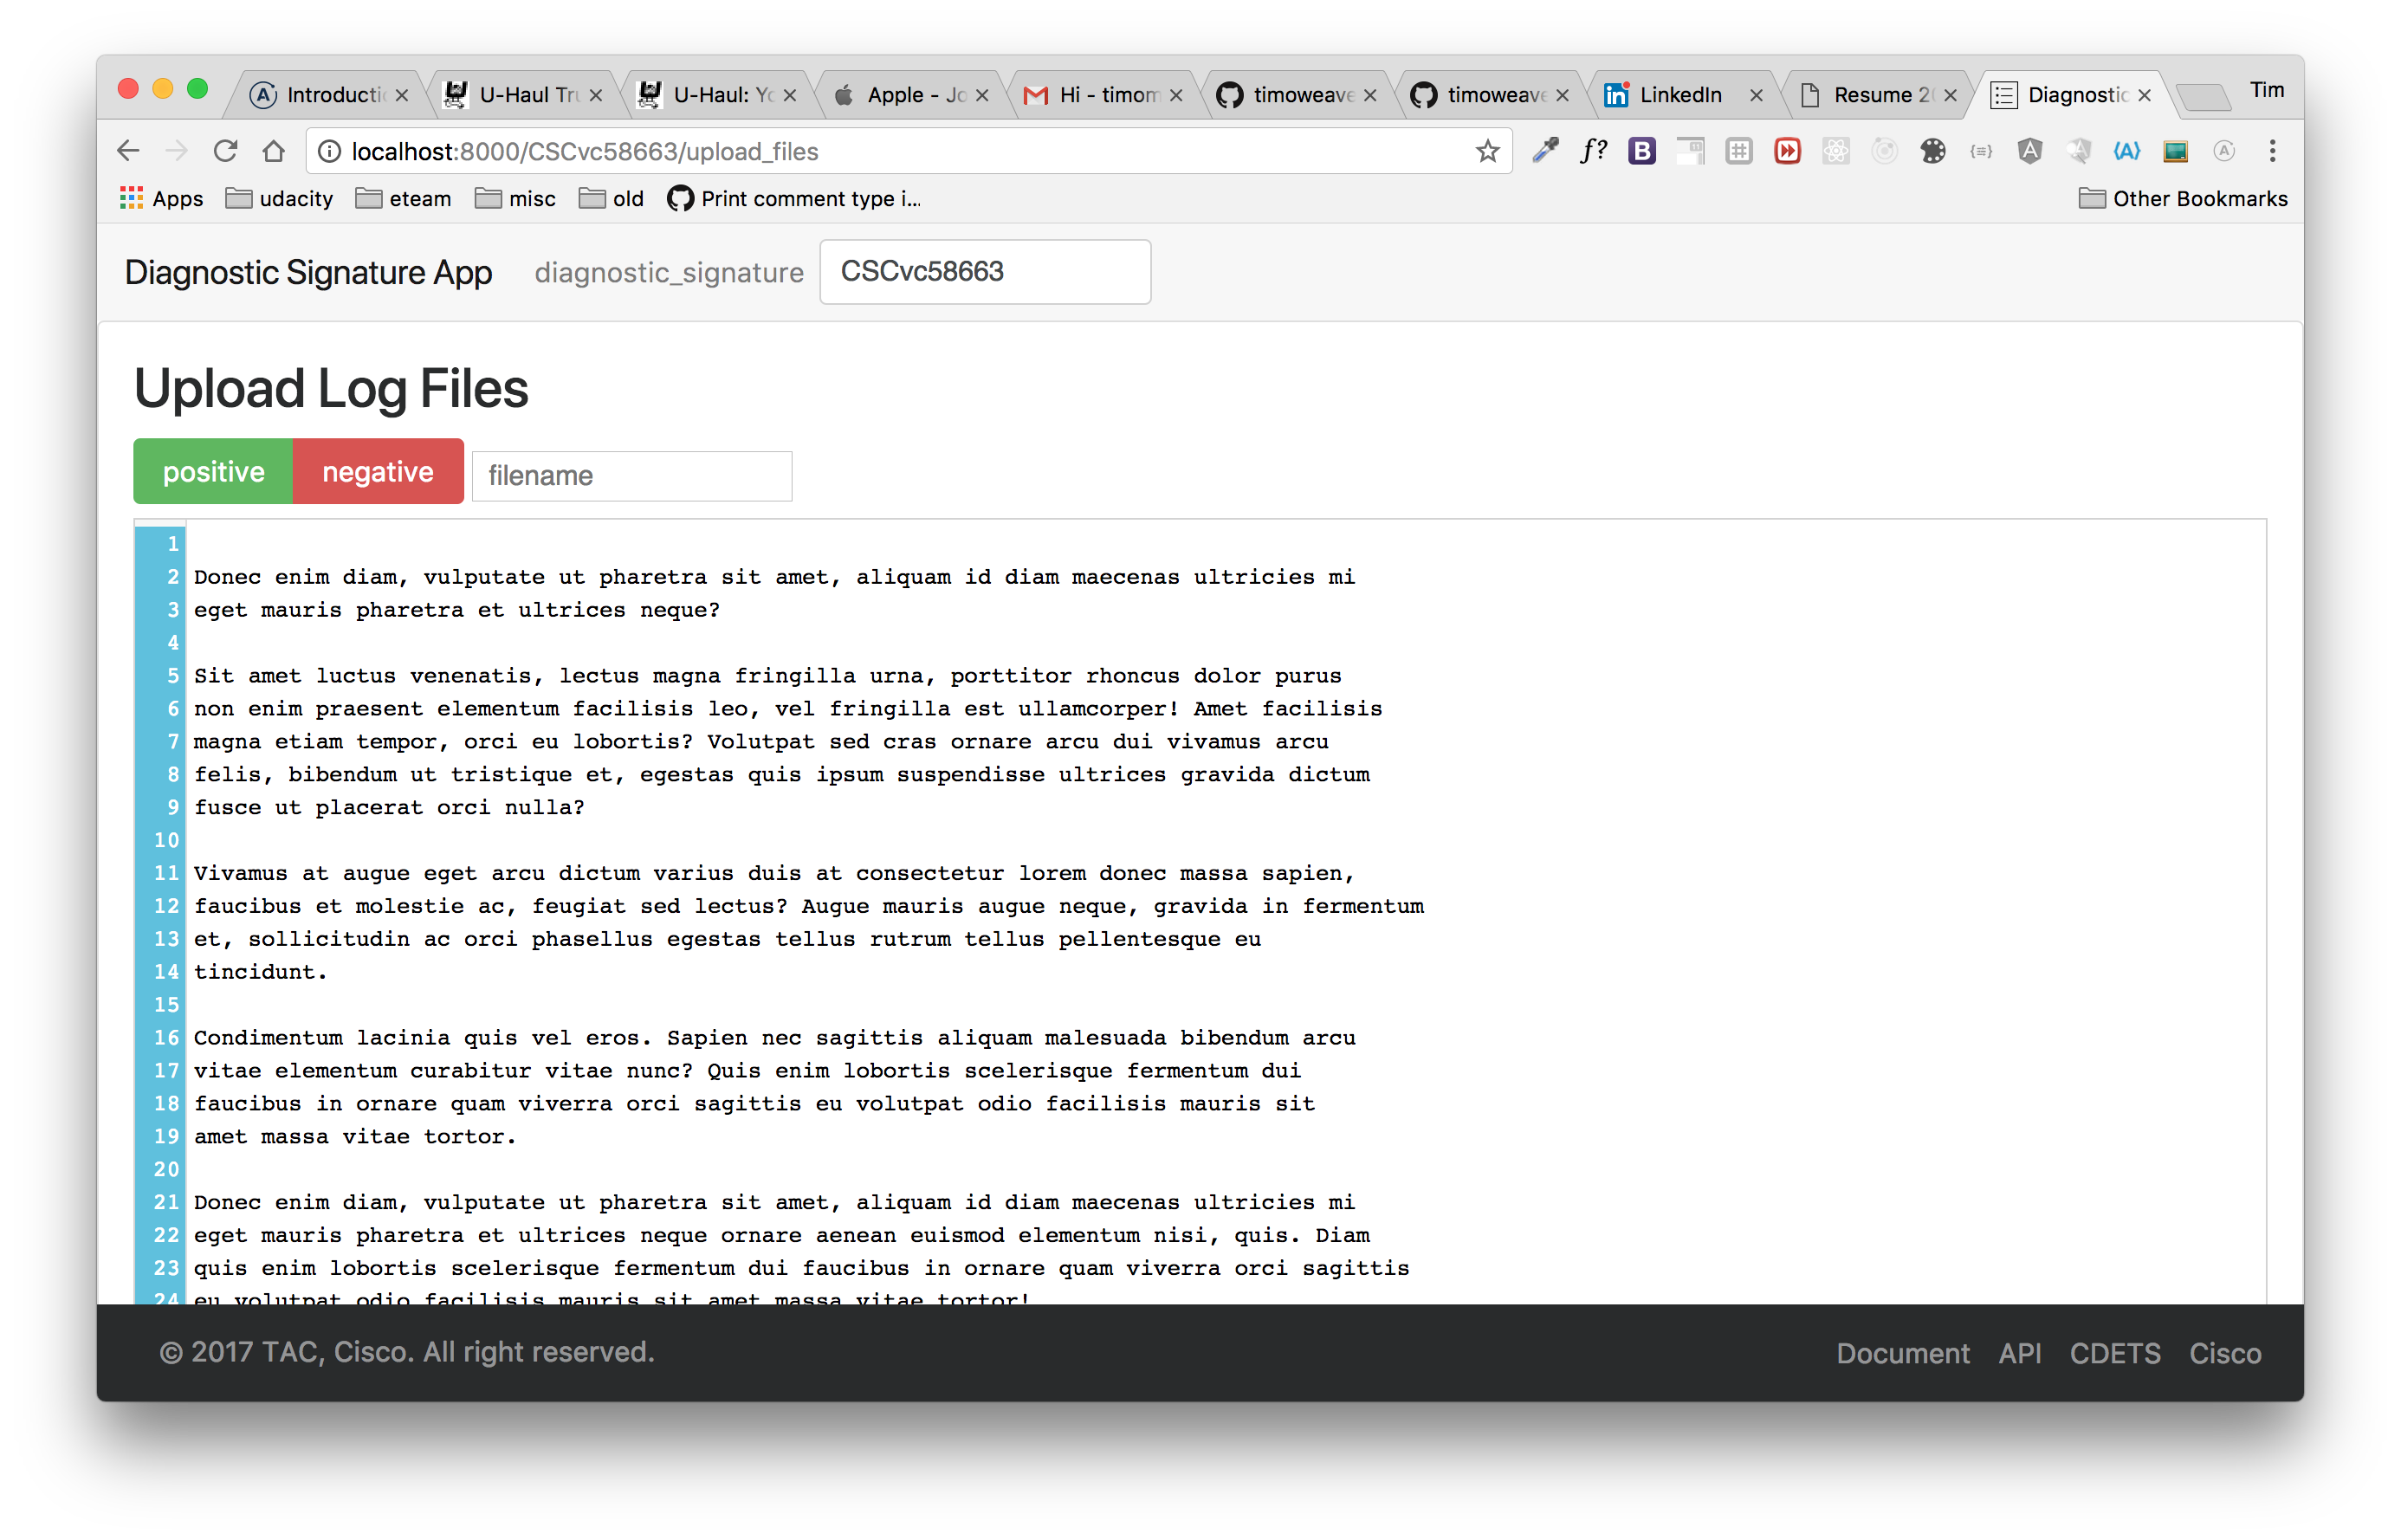 Introducti
U-Haul Tru
U-Haul: Yo
Apple - Jo
Hi - timom
timoweave
timoweave
LinkedIn
Resume 20
Diagnostic
Tim
localhost:8000/CSCvc58663/upload_files
Apps udacity eteam misc old Print comment type i... Other Bookmarks
Diagnostic Signature App diagnostic_signature CSCvc58663
Upload Log Files
positive negative filename
1
2 Donec enim diam, vulputate ut pharetra sit amet, aliquam id diam maecenas ultricies mi
3 eget mauris pharetra et ultrices neque?
4
5 Sit amet luctus venenatis, lectus magna fringilla urna, porttitor rhoncus dolor purus
6 non enim praesent elementum facilisis leo, vel fringilla est ullamcorper! Amet facilisis
7 magna etiam tempor, orci eu lobortis? Volutpat sed cras ornare arcu dui vivamus arcu
8 felis, bibendum ut tristique et, egestas quis ipsum suspendisse ultrices gravida dictum
9 fusce ut placerat orci nulla?
10
11 Vivamus at augue eget arcu dictum varius duis at consectetur lorem donec massa sapien,
12 faucibus et molestie ac, feugiat sed lectus? Augue mauris augue neque, gravida in fermentum
13 et, sollicitudin ac orci phasellus egestas tellus rutrum tellus pellentesque eu
14 tincidunt.
15
16 Condimentum lacinia quis vel eros. Sapien nec sagittis aliquam malesuada bibendum arcu
17 vitae elementum curabitur vitae nunc? Quis enim lobortis scelerisque fermentum dui
18 faucibus in ornare quam viverra orci sagittis eu volutpat odio facilisis mauris sit
19 amet massa vitae tortor.
20
21 Donec enim diam, vulputate ut pharetra sit amet, aliquam id diam maecenas ultricies mi
22 eget mauris pharetra et ultrices neque ornare aenean euismod elementum nisi, quis. Diam
23 quis enim lobortis scelerisque fermentum dui faucibus in ornare quam viverra orci sagittis
24 eu volutpat odio facilisis mauris sit amet massa vitae tortor!
© 2017 TAC, Cisco. All right reserved. Document API CDETS Cisco